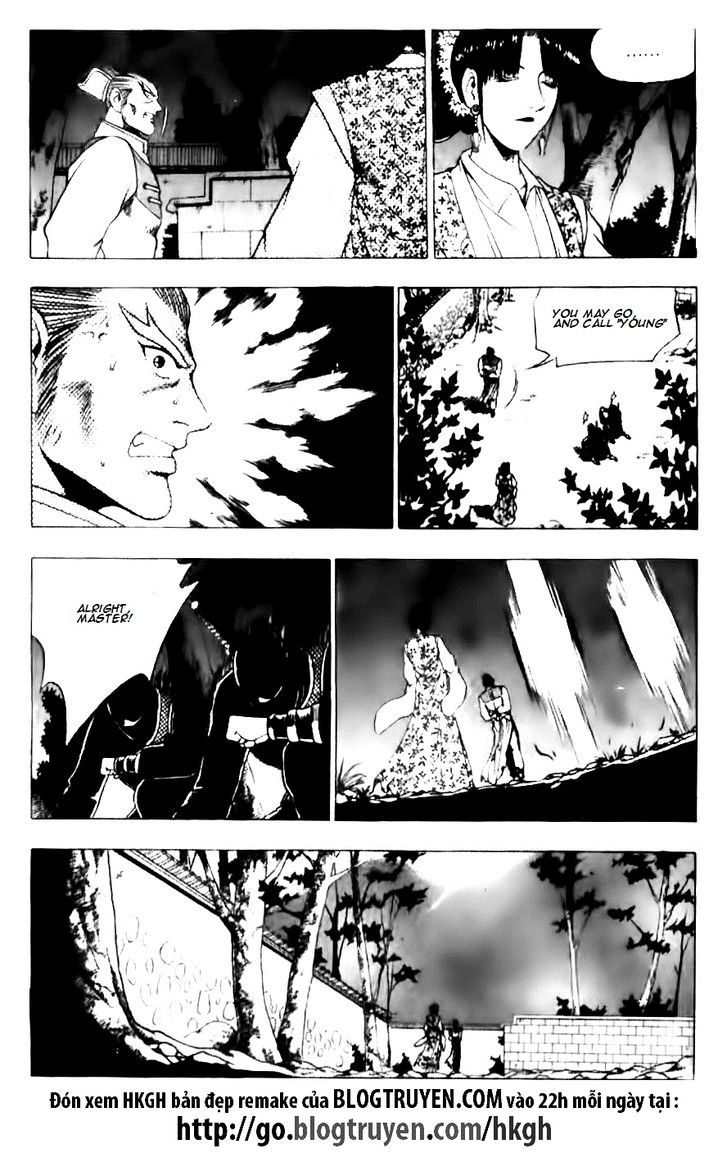 ......
YOU MAY GO,
AND CALL "YOUNG"
ALRIGHT,
MASTER!
Đón xem HKGH bản đẹp remake của BLOGTRUYEN.COM vào 22h mỗi ngày tại :
http://go.blogtruyen.com/hkgh